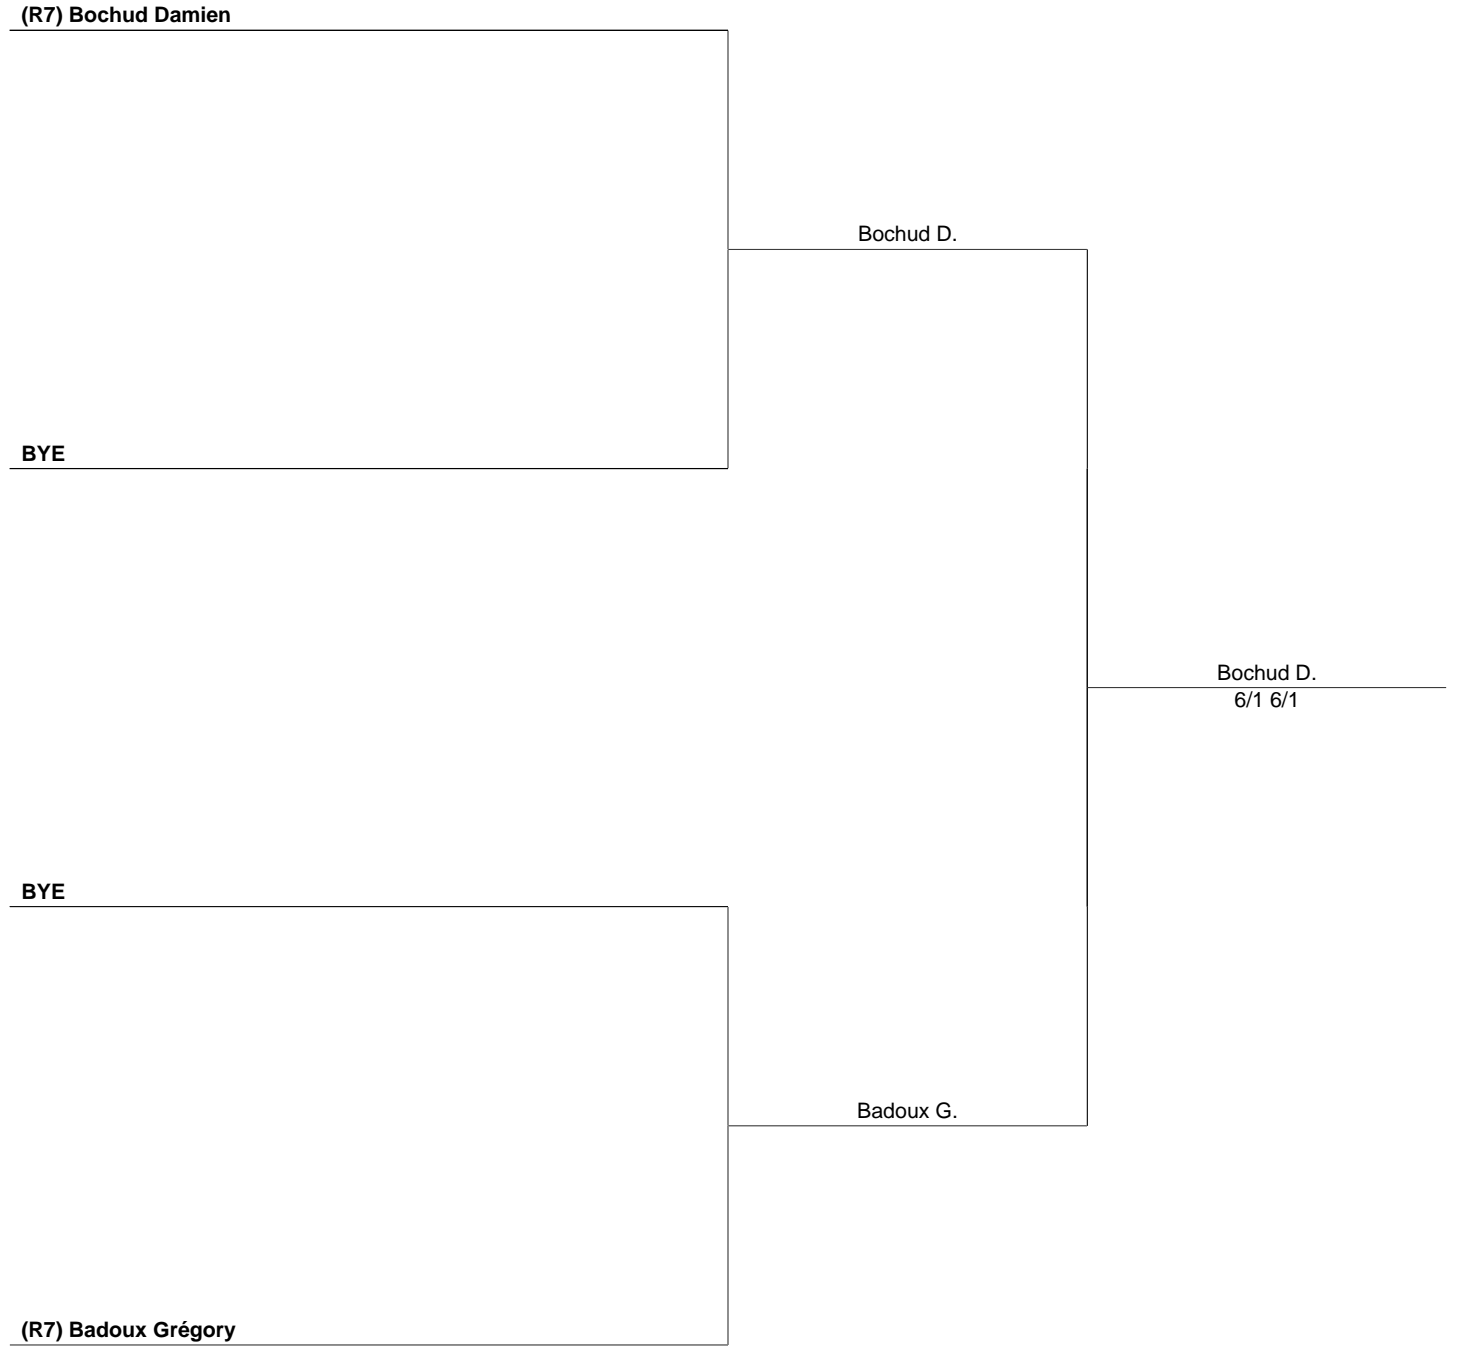 (R7) Bochud Damien
Bochud D.
BYE
Bochud D.
6/1 6/1
BYE
Badoux G.
(R7) Badoux Grégory